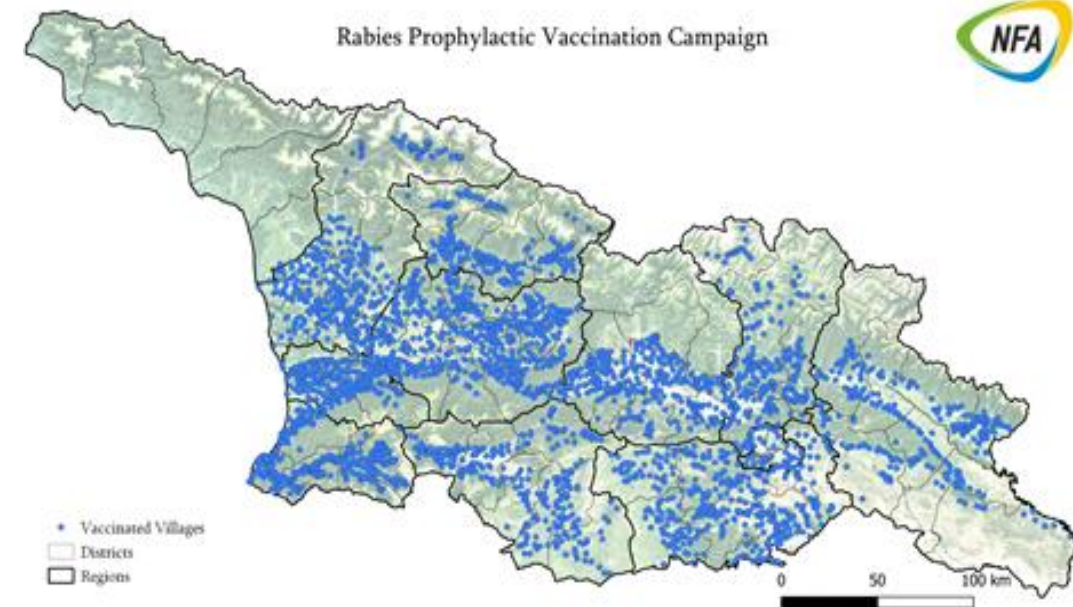 Rabies Prophylactic Vaccination Campaign
NFA
Vaccinated Villages
Districts
Regions
0 50 100 km